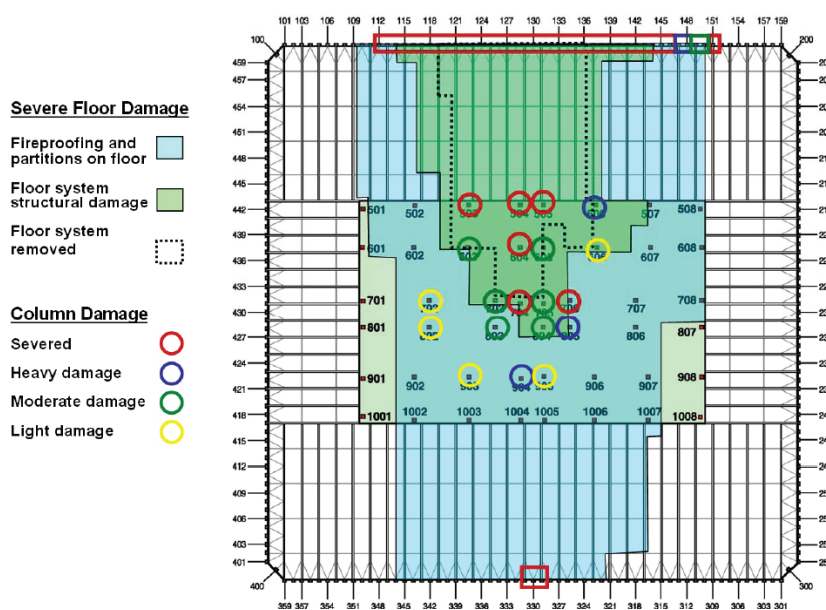 101 103 106 109 112 115 118 121 124 127 130 133 136 139 142 145 148 151 154 157 159
100
200
459
457
454
451
448
445
442
439
436
433
430
427
424
421
418
415
412
409
406
403
401
400
300
359 357 354 351 348 345 342 339 336 333 330 327 324 321 318 315 312 309 306 303 301
Severe Floor Damage
Fireproofing and
partitions on floor
Floor system
structural damage
Floor system
removed
Column Damage
Severed
Heavy damage
Moderate damage
Light damage
501 502 507 508
601 602 607 608
701 707 708
801 806 807
901 902 906 907 908
1001 1002 1003 1004 1005 1006 1007 1008